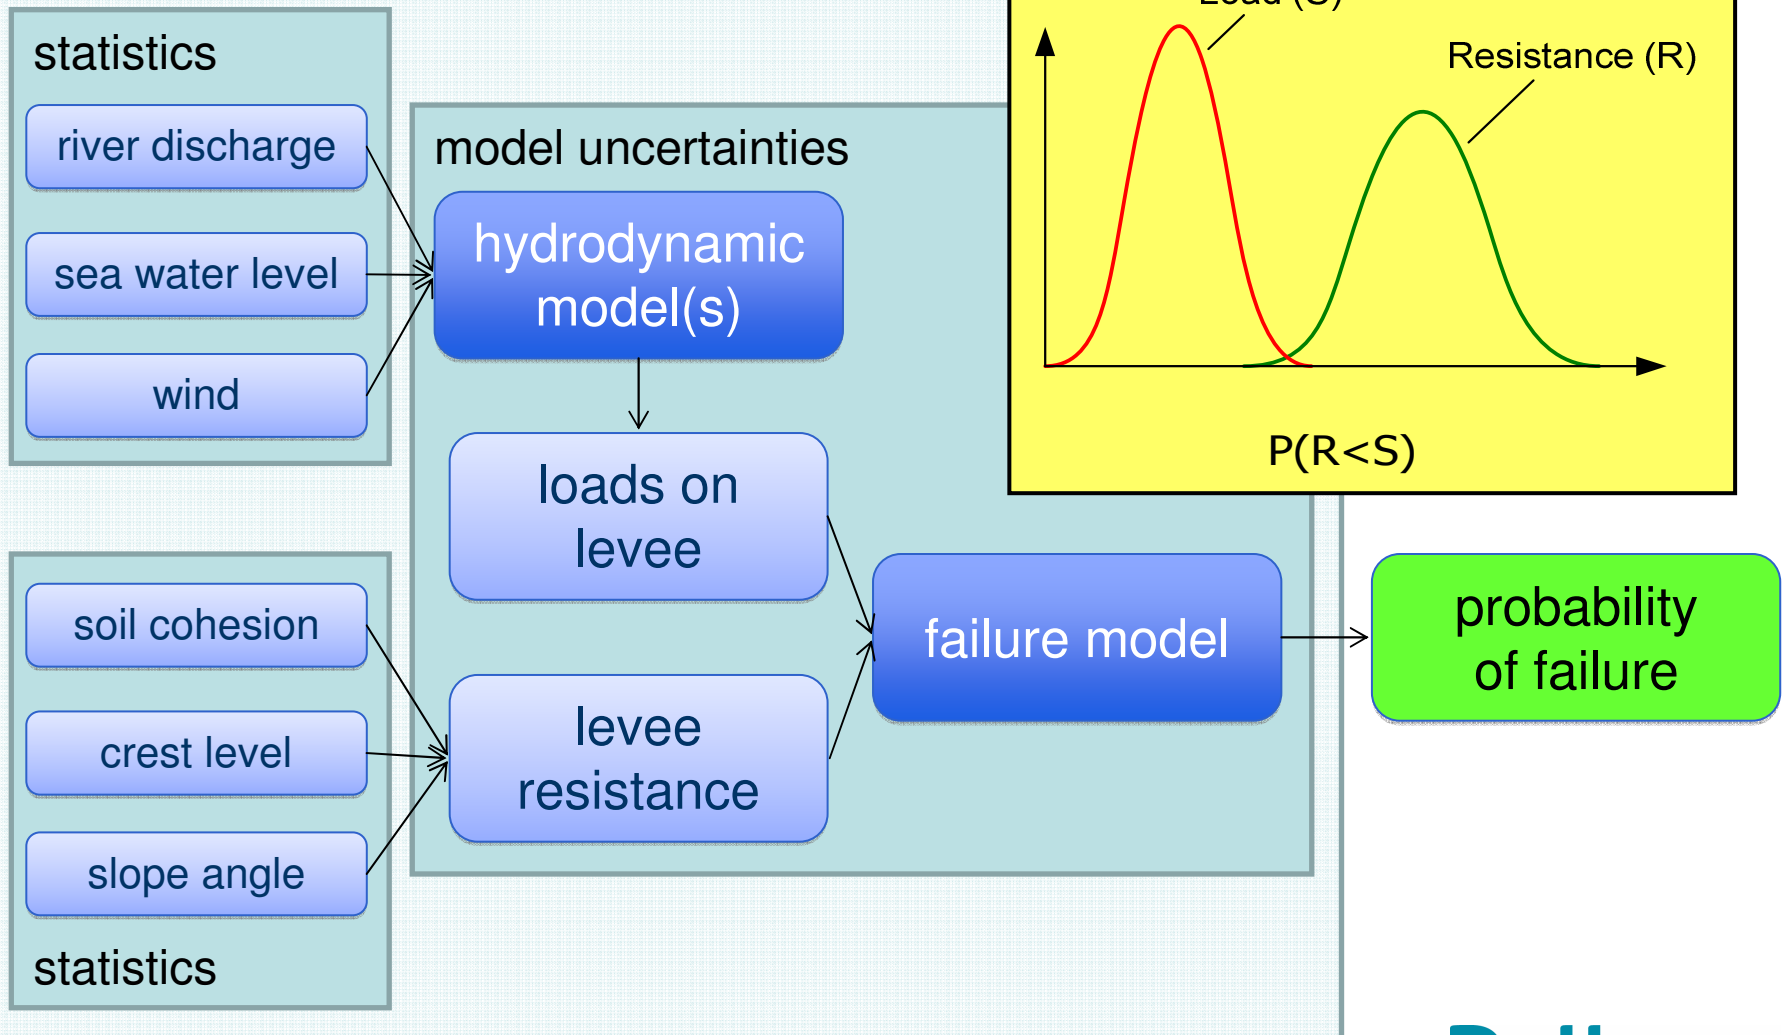 statistics
river discharge
sea water level
wind
model uncertainties
hydrodynamic
model(s)
loads on
levee
Load (S)
Resistance (R)
P(R<S)
soil cohesion
crest level
slope angle
statistics
levee
resistance
failure model
probability
of failure